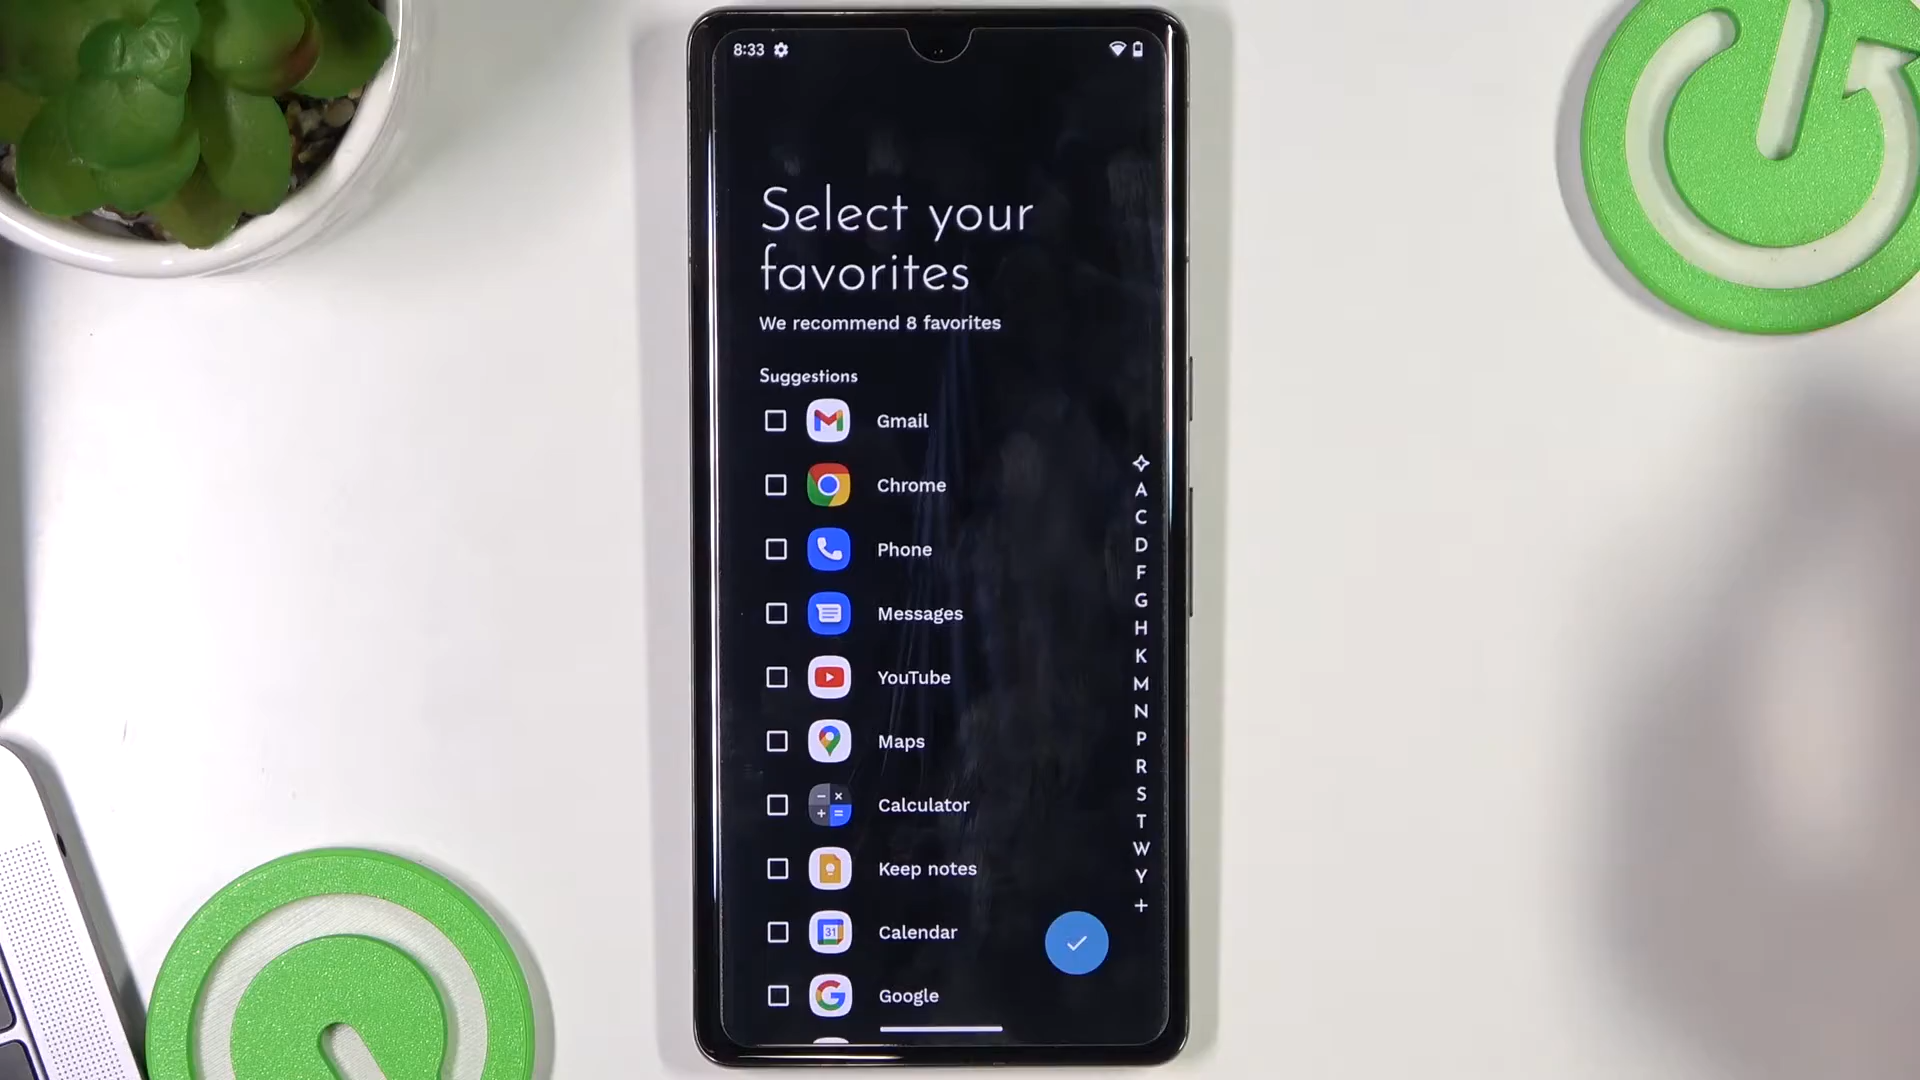 8:33
Select your
favorites
We recommend 8 favorites
Suggestions
Gmail
Chrome
Phone
Messages
YouTube
Maps
Calculator
Keep notes
31
Calendar
Google
A
C
D
F
G
H
K
M
N
P
R
S
T
W
Y
+